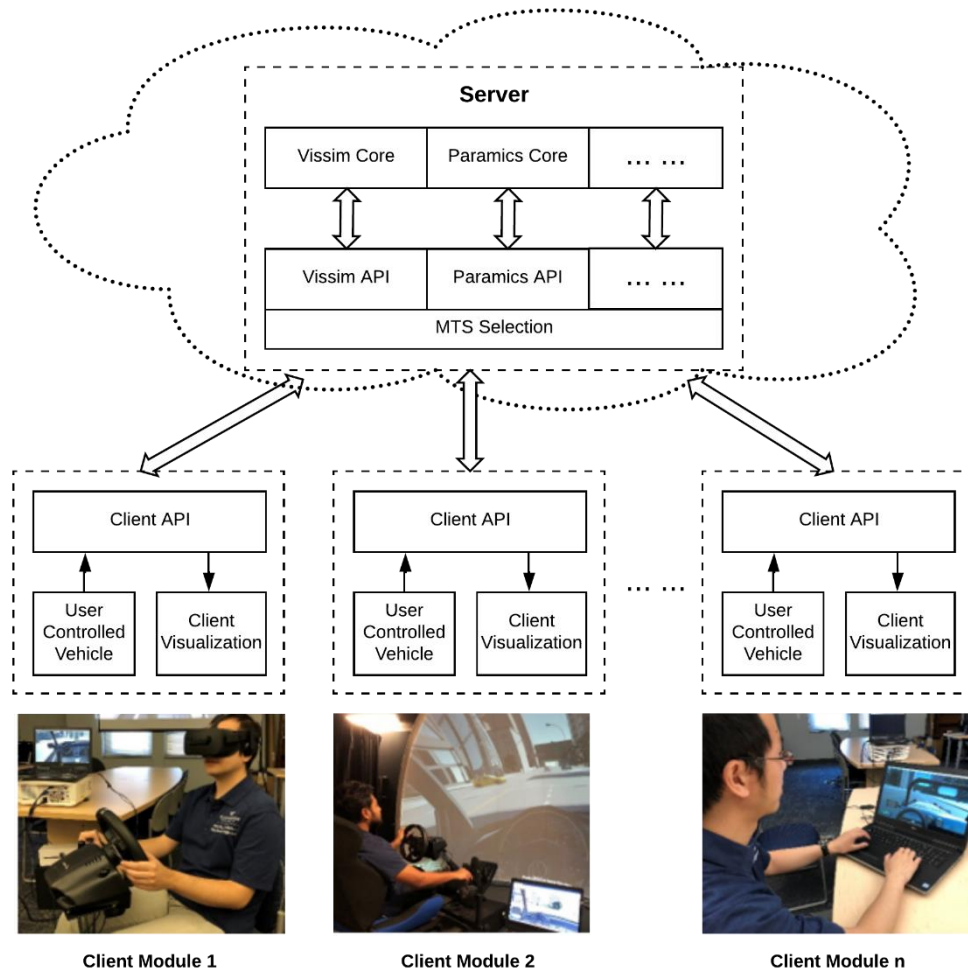 Server
Vissim Core
Paramics Core
... ...
Vissim API
Paramics API
... ...
MTS Selection
Client API
User
Controlled
Vehicle
Client
Visualization
Client API
User
Controlled
Vehicle
Client
Visualization
... ...
Client API
User
Controlled
Vehicle
Client
Visualization
Client Module 1
Client Module 2
Client Module n